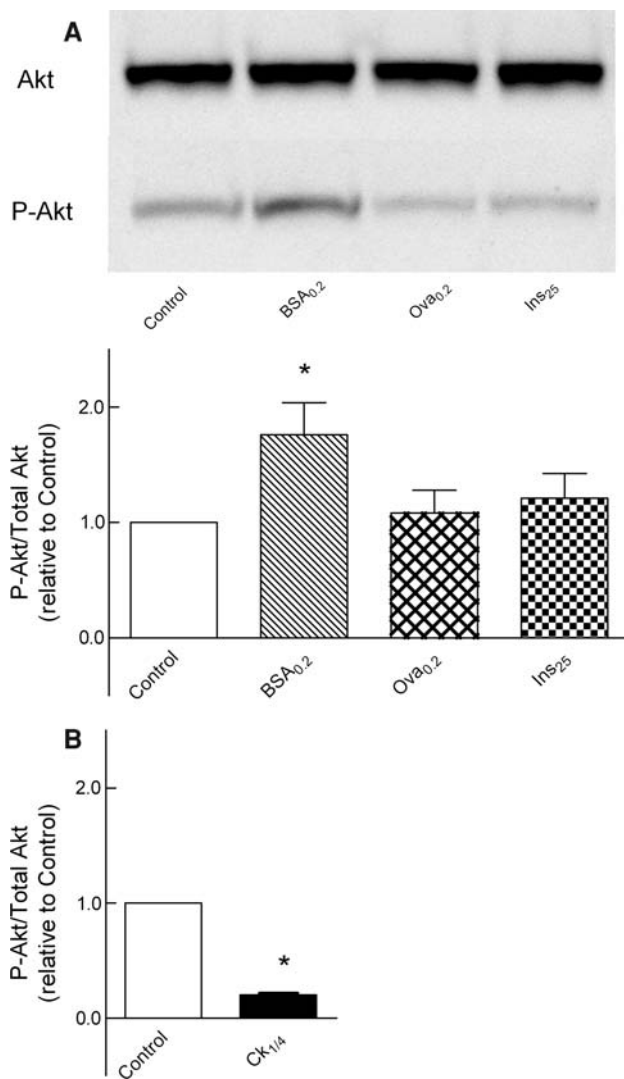 A
Akt
P-Akt
Control BSA0.2 Ova0.2 Ins25
P-Akt/Total Akt
(relative to Control)
*
2.0
1.0
0.0
Control BSA0.2 Ova0.2 Ins25
B
P-Akt/Total Akt
(relative to Control)
2.0
1.0
*
0.0
Control Ck1/4